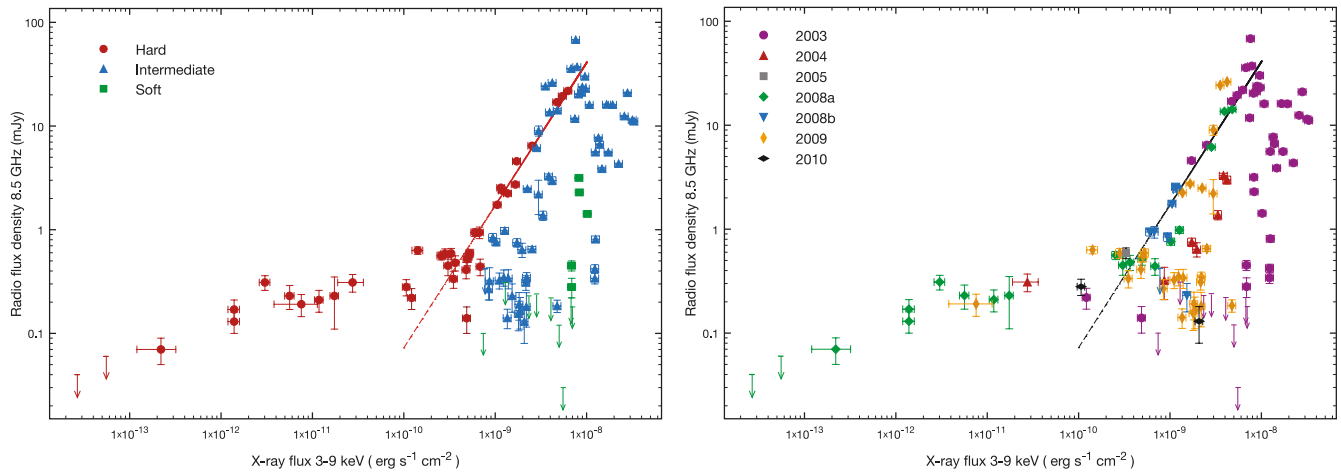 100
10
1
0.1
Radio flux density 8.5 GHz (mJy)
Hard
Intermediate
Soft
1×10⁻¹³ 1×10⁻¹² 1×10⁻¹¹ 1×10⁻¹⁰ 1×10⁻⁹ 1×10⁻⁸
X-ray flux 3-9 keV ( erg s⁻¹ cm⁻² )
100
10
1
0.1
Radio flux density 8.5 GHz (mJy)
2003
2004
2005
2008a
2008b
2009
2010
1×10⁻¹³ 1×10⁻¹² 1×10⁻¹¹ 1×10⁻¹⁰ 1×10⁻⁹ 1×10⁻⁸
X-ray flux 3-9 keV ( erg s⁻¹ cm⁻² )